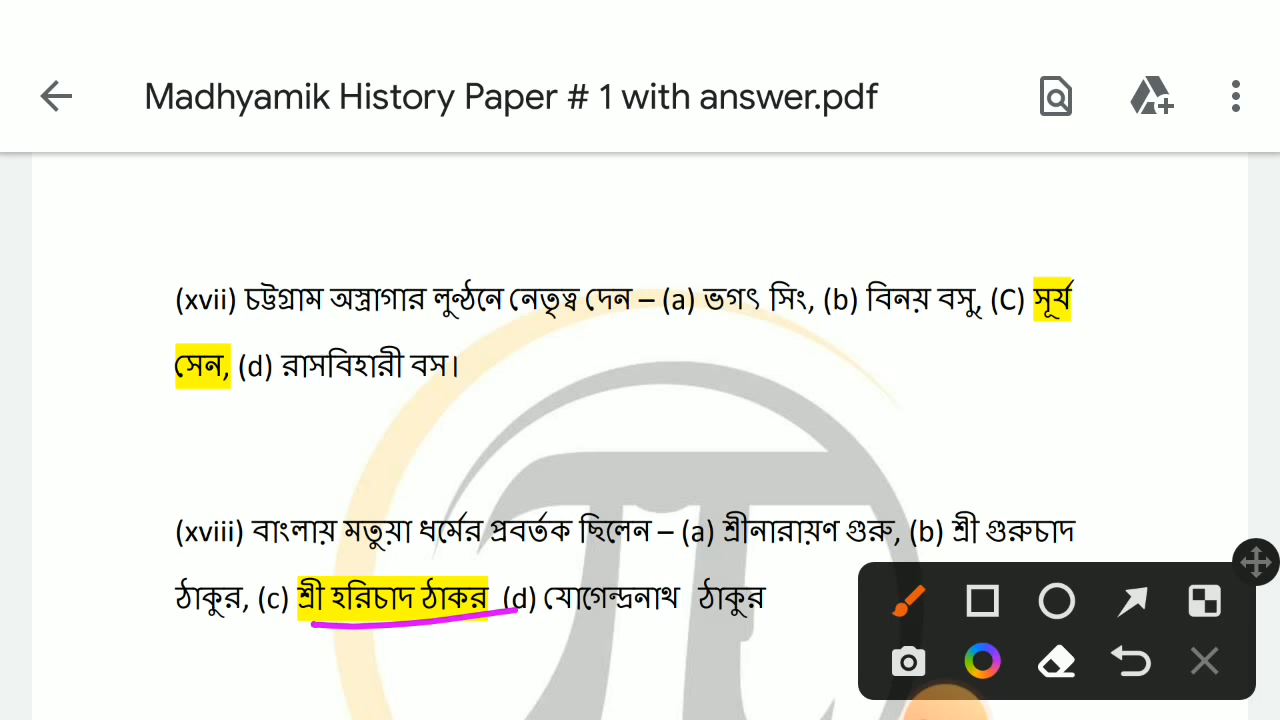 Madhyamik History Paper # 1 with answer.pdf
(xvii) চট্টগ্রাম অস্ত্রাগার লুন্ঠনে নেতৃত্ব দেন – (a) ভগৎ সিং, (b) বিনয় বসু, (C) সূর্য
সেন, (d) রাসবিহারী বস।
(xviii) বাংলায় মতুয়া ধর্মের প্রবর্তক ছিলেন – (a) শ্রীনারায়ণ গুরু, (b) শ্রী গুরুচাদ
ঠাকুর, (c) শ্রী হরিচাদ ঠাকর (d) যোগেন্দ্রনাথ ঠাকুর